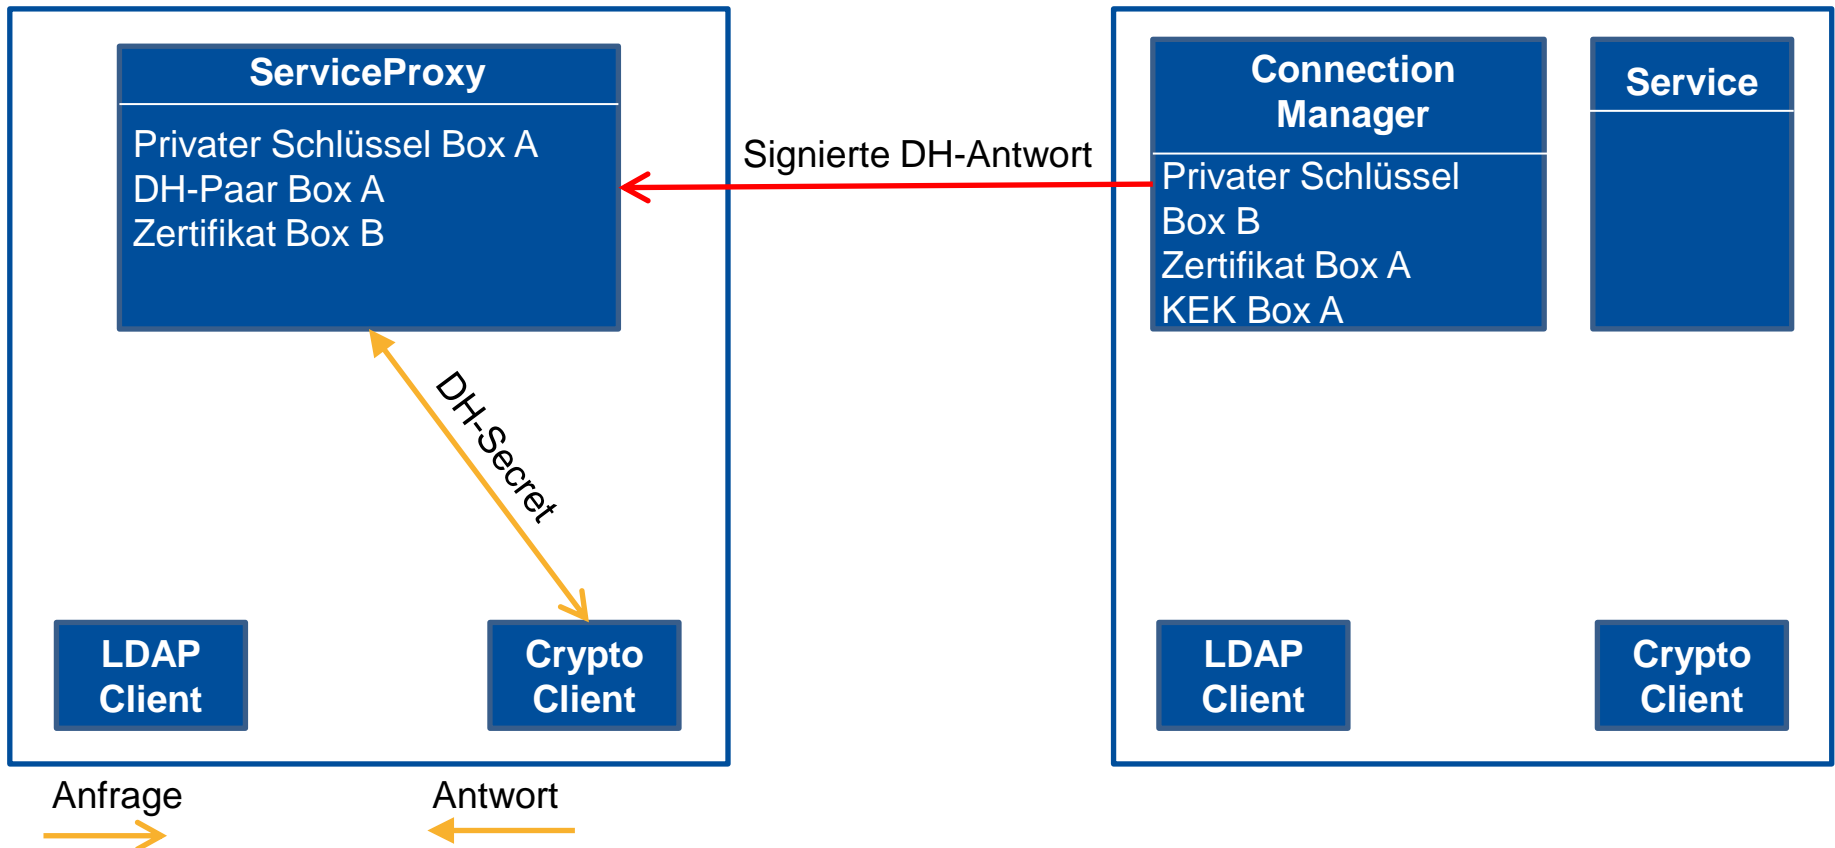 ServiceProxy
Privater Schlüssel Box A
DH-Paar Box A
Zertifikat Box B
Signierte DH-Antwort
Connection
Manager
Privater Schlüssel
Box B
Zertifikat Box A
KEK Box A
Service
DH-Secret
LDAP
Client
Crypto
Client
LDAP
Client
Crypto
Client
Anfrage
Antwort